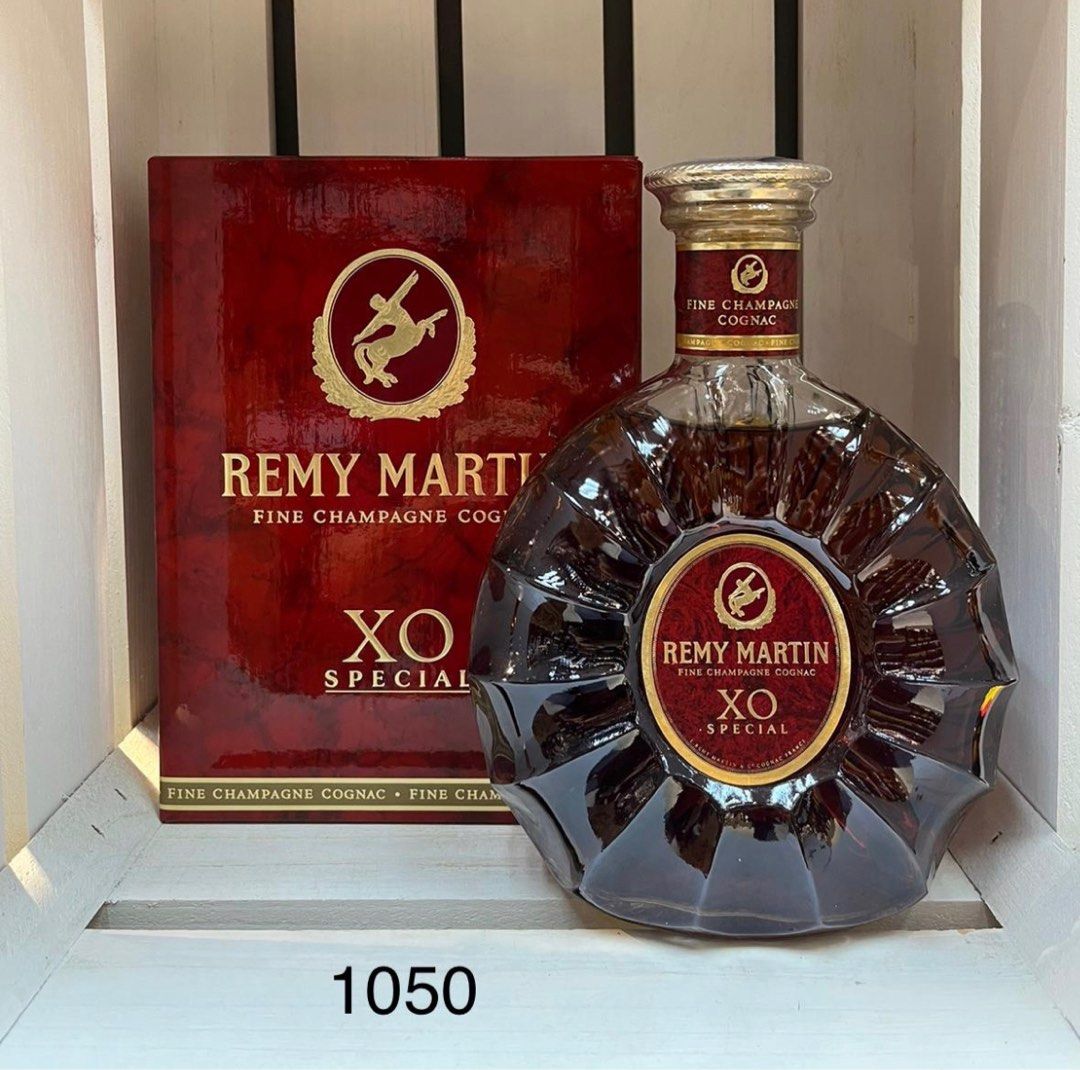 REMY MARTIN
FINE CHAMPAGNE COG
XO
SPECIAL
FINE CHAMPAGNE COGNAC • FINE CHAM
FINE CHAMPAGNE
COGNAC
REMY MARTIN
FINE CHAMPAGNE COGNAC
XO
SPECIAL
1050